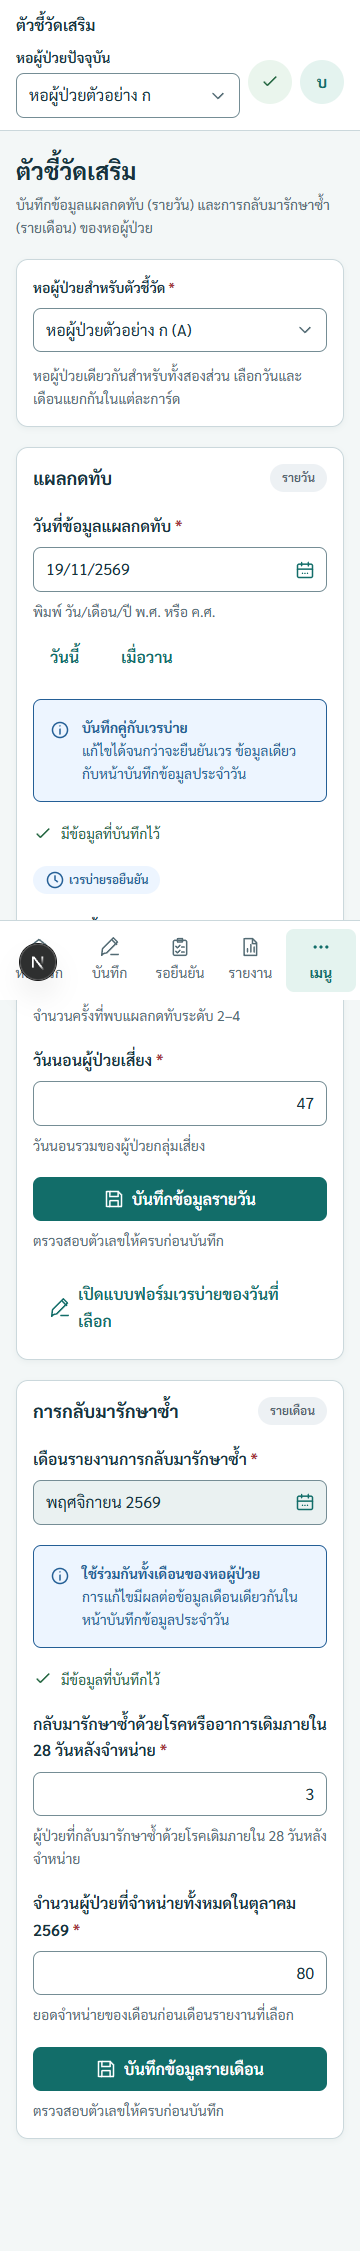 ตัวชี้วัดเสริม
หอผู้ป่วยปัจจุบัน
หอผู้ป่วยตัวอย่าง ก
บ
ตัวชี้วัดเสริม
บันทึกข้อมูลแผลกดทับ (รายวัน) และการกลับมารักษาซ้ำ
(รายเดือน) ของหอผู้ป่วย
หอผู้ป่วยสำหรับตัวชี้วัด *
หอผู้ป่วยตัวอย่าง ก (A)
หอผู้ป่วยเดียวกันสำหรับทั้งสองส่วน เลือกวันและ
เดือนแยกกันในแต่ละการ์ด
แผลกดทับ
รายวัน
วันที่ข้อมูลแผลกดทับ *
19/11/2569
พิมพ์ วัน/เดือน/ปี พ.ศ. หรือ ค.ศ.
วันนี้ เมื่อวาน
บันทึกคู่กับเวรบ่าย
แก้ไขได้จนกว่าจะยืนยันเวร ข้อมูลเดียว
กับหน้าบันทึกข้อมูลประจำวัน
มีข้อมูลที่บันทึกไว้
เวรบ่ายรอยืนยัน
N
บันทึก
รอยืนยัน
รายงาน
เมนู
จำนวนครั้งที่พบแผลกดทับระดับ 2–4
วันนอนผู้ป่วยเสี่ยง *
47
วันนอนรวมของผู้ป่วยกลุ่มเสี่ยง
บันทึกข้อมูลรายวัน
ตรวจสอบตัวเลขให้ครบก่อนบันทึก
เปิดแบบฟอร์มเวรบ่ายของวันที่
เลือก
การกลับมารักษาซ้ำ
รายเดือน
เดือนรายงานการกลับมารักษาซ้ำ *
พฤศจิกายน 2569
ใช้ร่วมกันทั้งเดือนของหอผู้ป่วย
การแก้ไขมีผลต่อข้อมูลเดือนเดียวกันใน
หน้าบันทึกข้อมูลประจำวัน
มีข้อมูลที่บันทึกไว้
กลับมารักษาซ้ำด้วยโรคหรืออาการเดิมภายใน
28 วันหลังจำหน่าย *
3
ผู้ป่วยที่กลับมารักษาซ้ำด้วยโรคเดิมภายใน 28 วันหลัง
จำหน่าย
จำนวนผู้ป่วยที่จำหน่ายทั้งหมดในตุลาคม
2569 *
80
ยอดจำหน่ายของเดือนก่อนเดือนรายงานที่เลือก
บันทึกข้อมูลรายเดือน
ตรวจสอบตัวเลขให้ครบก่อนบันทึก